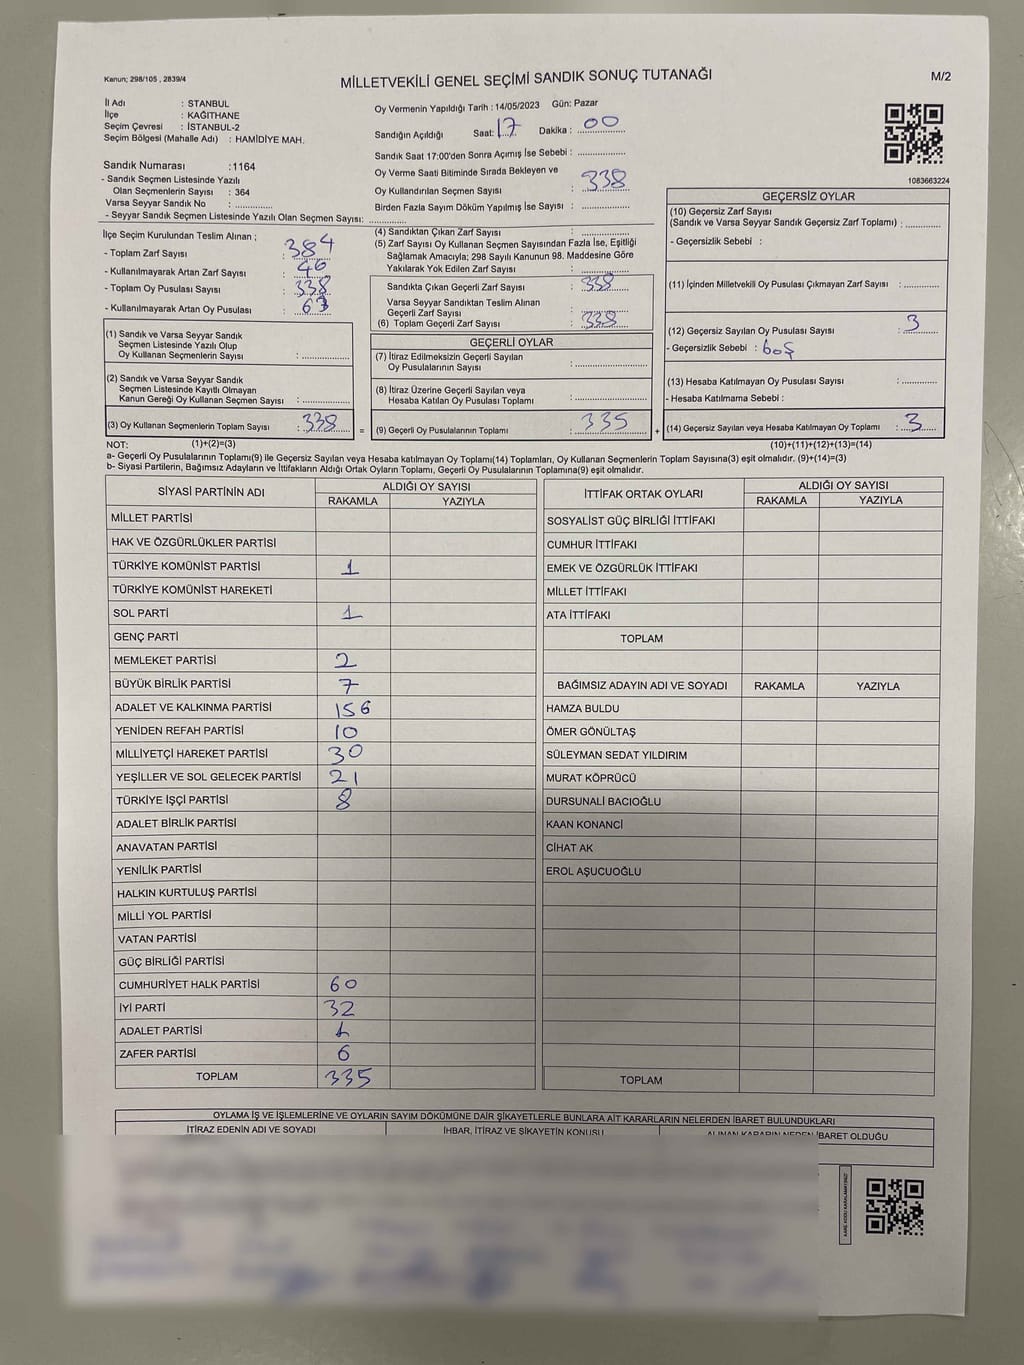 Kanun; 298/105 , 2839/4
MİLLETVEKİLİ GENEL SEÇİMİ SANDIK SONUÇ TUTANAĞI
M/2
İl Adı : STANBUL
İlçe : KAĞITHANE
Seçim Çevresi : İSTANBUL-2
Seçim Bölgesi (Mahalle Adı) : HAMİDİYE MAH.
Sandık Numarası :1164
- Sandık Seçmen Listesinde Yazılı
Olan Seçmenlerin Sayısı : 364
Varsa Seyyar Sandık No : ..............
- Seyyar Sandık Seçmen Listesinde Yazılı Olan Seçmen Sayısı: ..............
Oy Vermenin Yapıldığı Tarih : 14/05/2023 Gün: Pazar
Sandığın Açıldığı Saat: 17 Dakika : 00
Sandık Saat 17:00'den Sonra Açımış İse Sebebi : ..............
Oy Verme Saati Bitiminde Sırada Bekleyen ve
Oy Kullandırılan Seçmen Sayısı : 338
Birden Fazla Sayım Döküm Yapılmış İse Sayısı : ..............
1083663224
İlçe Seçim Kurulundan Teslim Alınan ;
- Toplam Zarf Sayısı : 384
- Kullanılmayarak Artan Zarf Sayısı : 46
- Toplam Oy Pusulası Sayısı : 338
- Kullanılmayarak Artan Oy Pusulası : 63
(4) Sandıktan Çıkan Zarf Sayısı : ..............
(5) Zarf Sayısı Oy Kullanan Seçmen Sayısından Fazla İse, Eşitliği
Sağlamak Amacıyla; 298 Sayılı Kanunun 98. Maddesine Göre
Yakılarak Yok Edilen Zarf Sayısı : ..............
Sandıkta Çıkan Geçerli Zarf Sayısı : 338
Varsa Seyyar Sandıktan Teslim Alınan
Geçerli Zarf Sayısı : ..............
(6) Toplam Geçerli Zarf Sayısı : 338
GEÇERSİZ OYLAR
(10) Geçersiz Zarf Sayısı
(Sandık ve Varsa Seyyar Sandık Geçersiz Zarf Toplamı) : ..............
- Geçersizlik Sebebi :
(11) İçinden Milletvekili Oy Pusulası Çıkmayan Zarf Sayısı : ..............
(12) Geçersiz Sayılan Oy Pusulası Sayısı : 3
- Geçersizlik Sebebi : boş
(13) Hesaba Katılmayan Oy Pusulası Sayısı : ..............
- Hesaba Katılmama Sebebi :
(14) Geçersiz Sayılan veya Hesaba Katılmayan Oy Toplamı : 3
(1) Sandık ve Varsa Seyyar Sandık
Seçmen Listesinde Yazılı Olup
Oy Kullanan Seçmenlerin Sayısı : ..............
(2) Sandık ve Varsa Seyyar Sandık
Seçmen Listesinde Kayıtlı Olmayan
Kanun Gereği Oy Kullanan Seçmen Sayısı : ..............
(3) Oy Kullanan Seçmenlerin Toplam Sayısı : 338 =
GEÇERLİ OYLAR
(7) İtiraz Edilmeksizin Geçerli Sayılan
Oy Pusulalarının Sayısı : ..............
(8) İtiraz Üzerine Geçerli Sayılan veya
Hesaba Katılan Oy Pusulası Toplamı : ..............
(9) Geçerli Oy Pusulalarının Toplamı : 335 +
NOT: (1)+(2)=(3)
(10)+(11)+(12)+(13)=(14)
a- Geçerli Oy Pusulalarının Toplamı(9) ile Geçersiz Sayılan veya Hesaba katılmayan Oy Toplamı(14) Toplamları, Oy Kullanan Seçmenlerin Toplam Sayısına(3) eşit olmalıdır. (9)+(14)=(3)
b- Siyasi Partilerin, Bağımsız Adayların ve İttifakların Aldığı Ortak Oyların Toplamı, Geçerli Oy Pusulalarının Toplamına(9) eşit olmalıdır.
SİYASİ PARTİNİN ADI ALDIĞI OY SAYISI
RAKAMLA YAZIYLA
MİLLET PARTİSİ
HAK VE ÖZGÜRLÜKLER PARTİSİ
TÜRKİYE KOMÜNİST PARTİSİ 1
TÜRKİYE KOMÜNİST HAREKETİ
SOL PARTİ 1
GENÇ PARTİ
MEMLEKET PARTİSİ 2
BÜYÜK BİRLİK PARTİSİ 7
ADALET VE KALKINMA PARTİSİ 156
YENİDEN REFAH PARTİSİ 10
MİLLİYETÇİ HAREKET PARTİSİ 30
YEŞİLLER VE SOL GELECEK PARTİSİ 21
TÜRKİYE İŞÇİ PARTİSİ 8
ADALET BİRLİK PARTİSİ
ANAVATAN PARTİSİ
YENİLİK PARTİSİ
HALKIN KURTULUŞ PARTİSİ
MİLLİ YOL PARTİSİ
VATAN PARTİSİ
GÜÇ BİRLİĞİ PARTİSİ
CUMHURİYET HALK PARTİSİ 60
İYİ PARTİ 32
ADALET PARTİSİ 1
ZAFER PARTİSİ 6
TOPLAM 335
İTTİFAK ORTAK OYLARI ALDIĞI OY SAYISI
RAKAMLA YAZIYLA
SOSYALİST GÜÇ BİRLİĞİ İTTİFAKI
CUMHUR İTTİFAKI
EMEK VE ÖZGÜRLÜK İTTİFAKI
MİLLET İTTİFAKI
ATA İTTİFAKI
TOPLAM
BAĞIMSIZ ADAYIN ADI VE SOYADI RAKAMLA YAZIYLA
HAMZA BULDU
ÖMER GÖNÜLTAŞ
SÜLEYMAN SEDAT YILDIRIM
MURAT KÖPRÜCÜ
DURSUNALİ BACIOĞLU
KAAN KONANCİ
CİHAT AK
EROL AŞUCUOĞLU
TOPLAM
OYLAMA İŞ VE İŞLEMLERİNE VE OYLARIN SAYIM DÖKÜMÜNE DAİR ŞİKAYETLERLE BUNLARA AİT KARARLARIN NELERDEN İBARET BULUNDUKLARI
İTİRAZ EDENİN ADI VE SOYADI İHBAR, İTİRAZ VE ŞİKAYETİN KONUSU ALINAN KARARIN NEDEN İBARET OLDUĞU